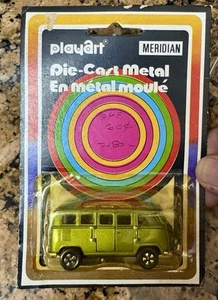 playart
MERIDIAN
Die-Cast Metal
En métal moulé